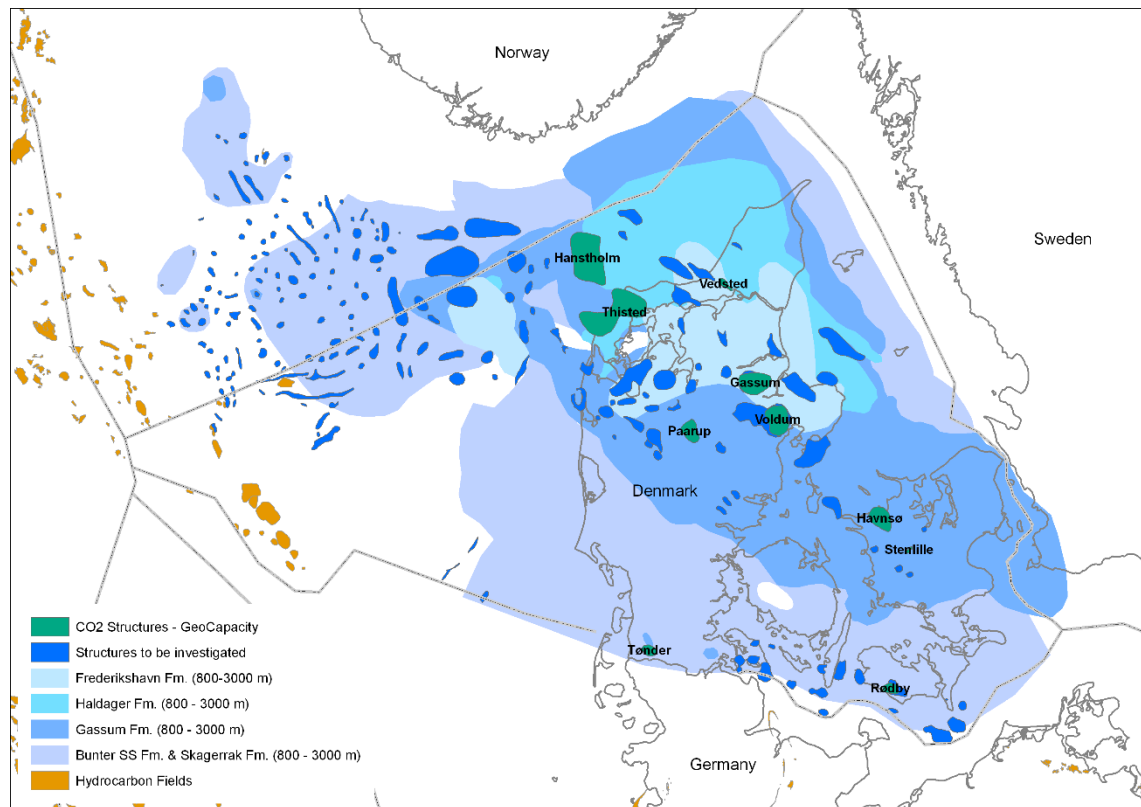 Norway
Sweden
Hanstholm
Vedsted
Thisted
Gassum
Voldum
Paarup
Denmark
Havnsø
Stenlille
Tønder
Rødby
Germany
CO2 Structures - GeoCapacity
Structures to be investigated
Frederikshavn Fm. (800-3000 m)
Haldager Fm. (800 - 3000 m)
Gassum Fm. (800 - 3000 m)
Bunter SS Fm. & Skagerrak Fm. (800 - 3000 m)
Hydrocarbon Fields